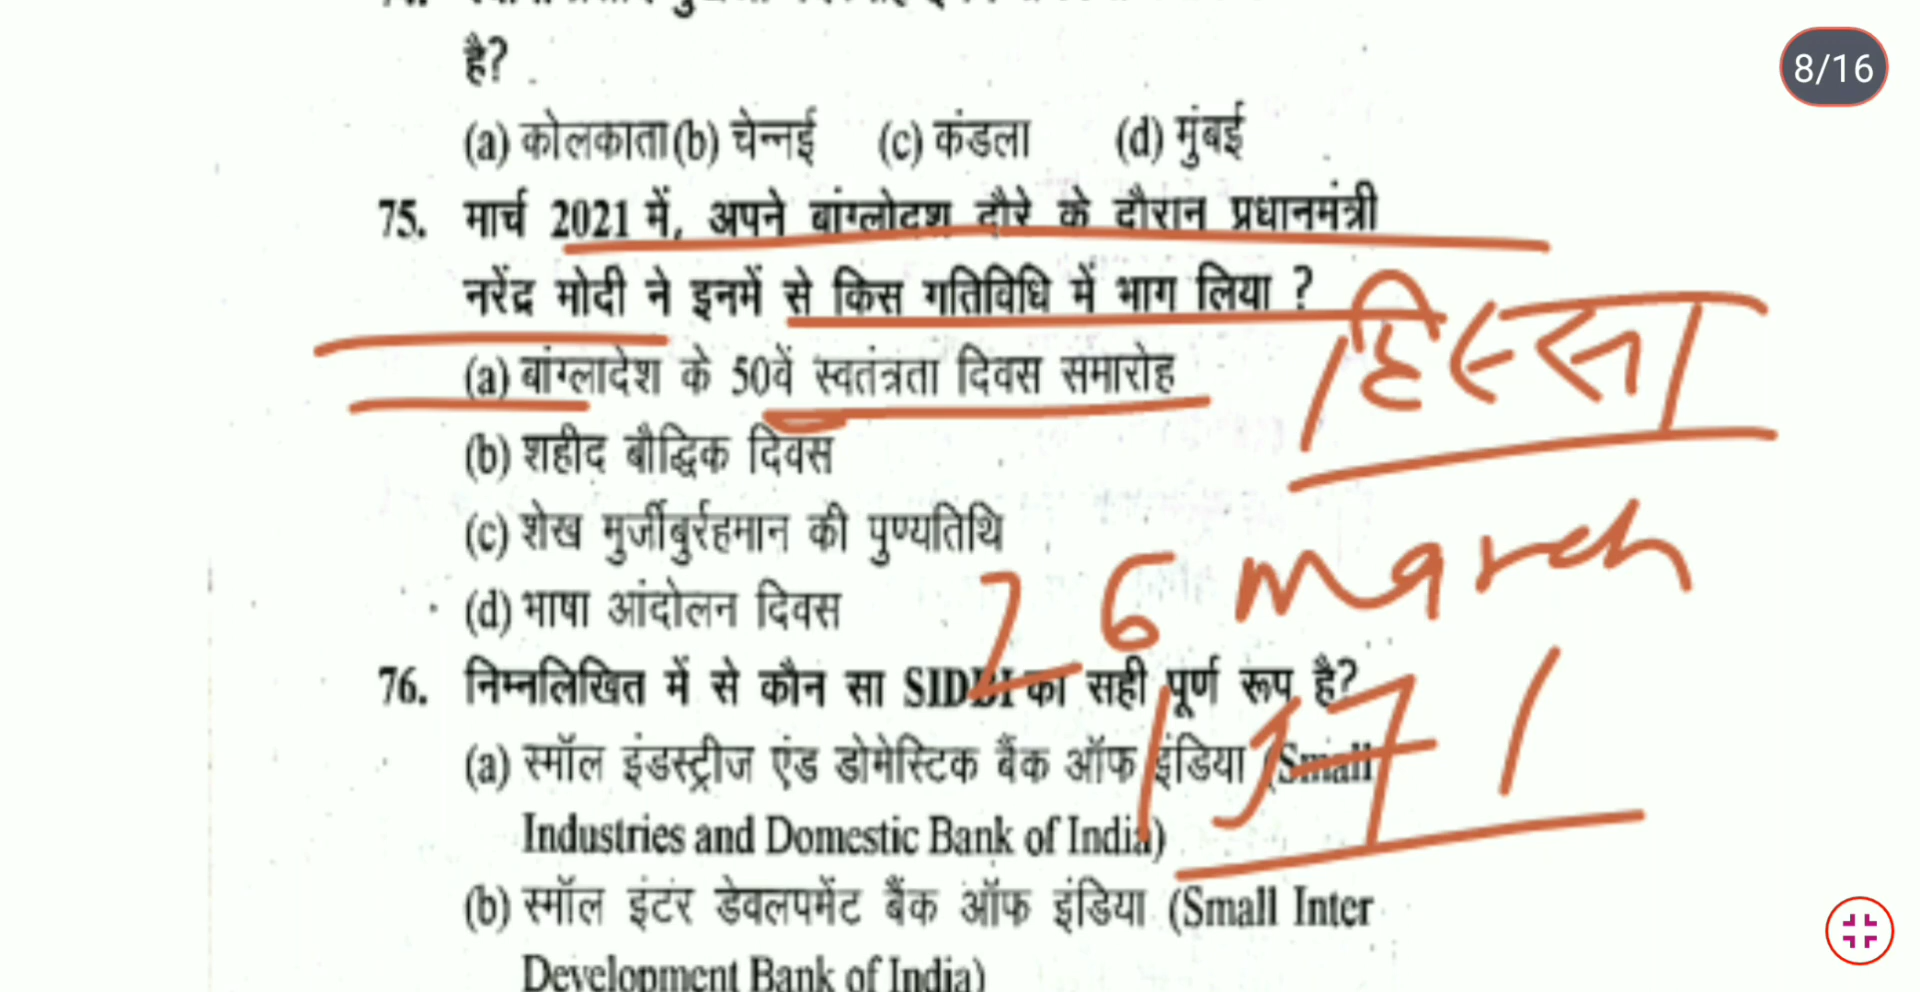 है?
8/16
(a) कोलकाता (b) चेन्नई (c) कंडला (d) मुंबई
75. मार्च 2021 में, अपने बांग्लोदश दौरे के दौरान प्रधानमंत्री
नरेंद्र मोदी ने इनमें से किस गतिविधि में भाग लिया ?
हिस्सा
(a) बांग्लादेश के 50वें स्वतंत्रता दिवस समारोह
(b) शहीद बौद्धिक दिवस
(c) शेख मुर्जीबुर्रहमान की पुण्यतिथि
26 March
(d) भाषा आंदोलन दिवस
76. निम्नलिखित में से कौन सा SIDBI का सही पूर्ण रूप है?
1971
(a) स्मॉल इंडस्ट्रीज एंड डोमेस्टिक बैंक ऑफ इंडिया (Small
Industries and Domestic Bank of India)
(b) स्मॉल इंटर डेवलपमेंट बैंक ऑफ इंडिया (Small Inter
Development Bank of India)